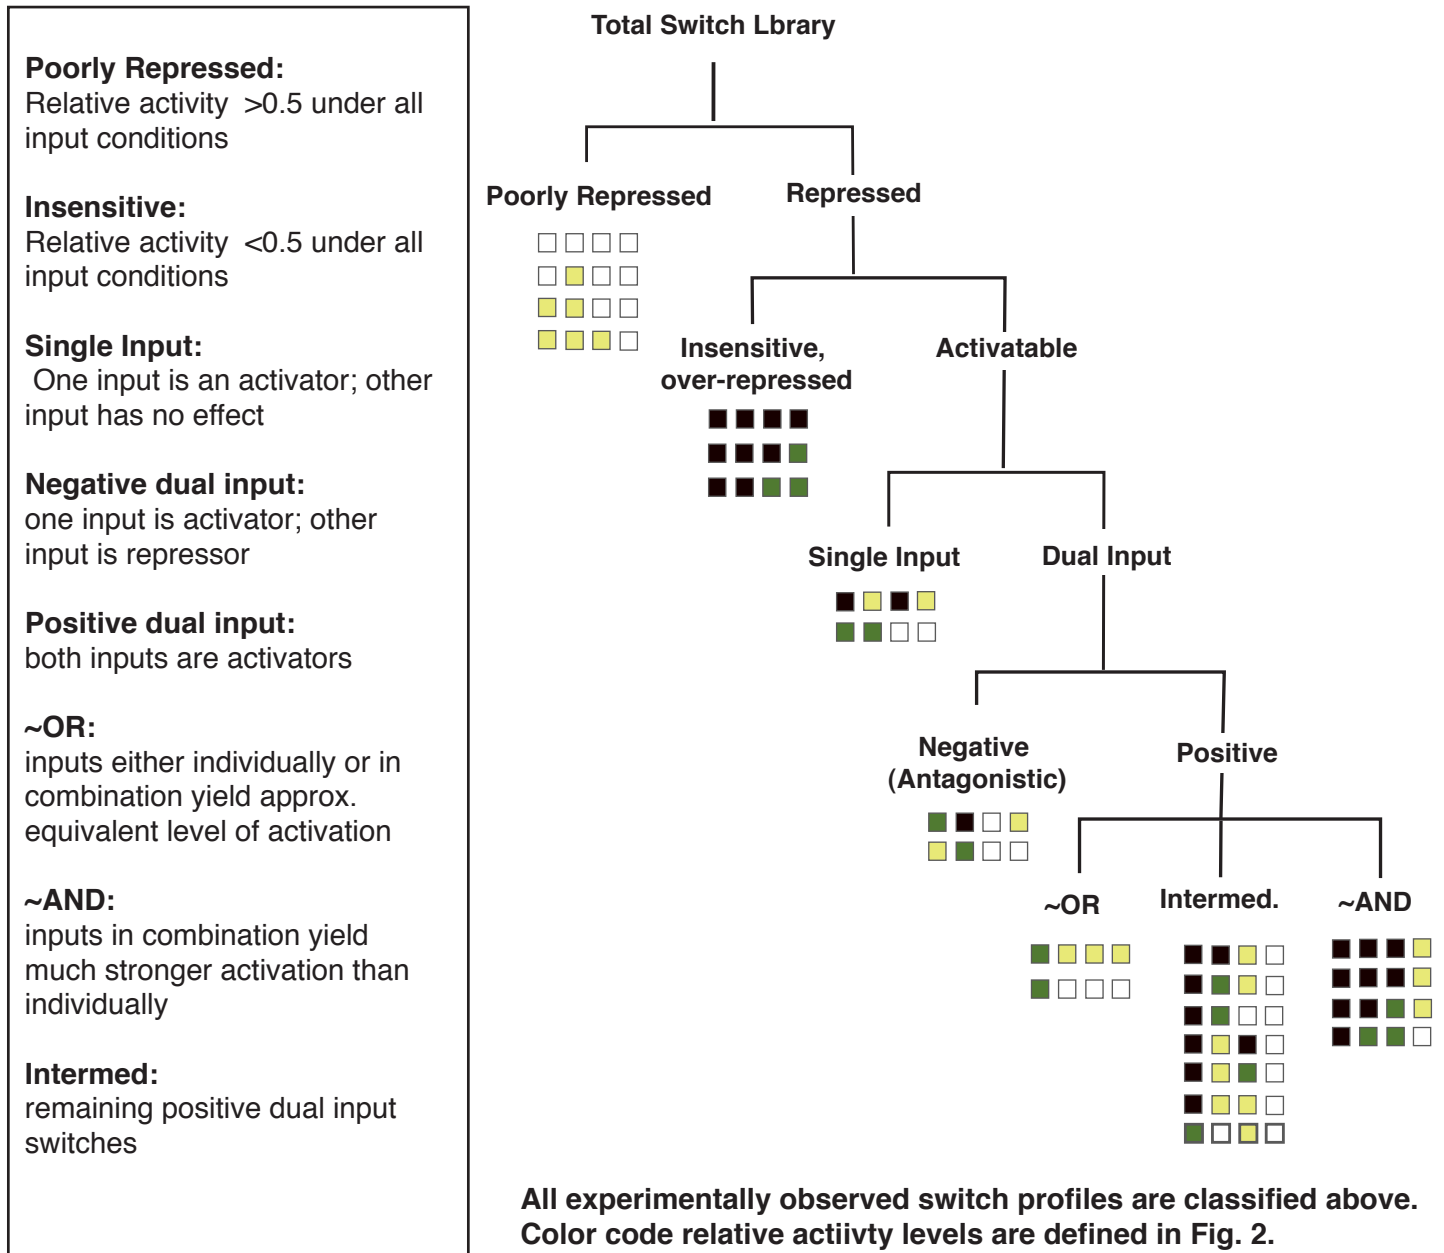 Poorly Repressed:
Relative activity >0.5 under all
input conditions
Insensitive:
Relative activity <0.5 under all
input conditions
Single Input:
One input is an activator; other
input has no effect
Negative dual input:
one input is activator; other
input is repressor
Positive dual input:
both inputs are activators
~OR:
inputs either individually or in
combination yield approx.
equivalent level of activation
~AND:
inputs in combination yield
much stronger activation than
individually
Intermed:
remaining positive dual input
switches
Total Switch Lbrary
Poorly Repressed
Repressed
Insensitive,
over-repressed
Activatable
Single Input
Dual Input
Negative
(Antagonistic)
Positive
~OR
Intermed.
~AND
All experimentally observed switch profiles are classified above.
Color code relative actiivty levels are defined in Fig. 2.